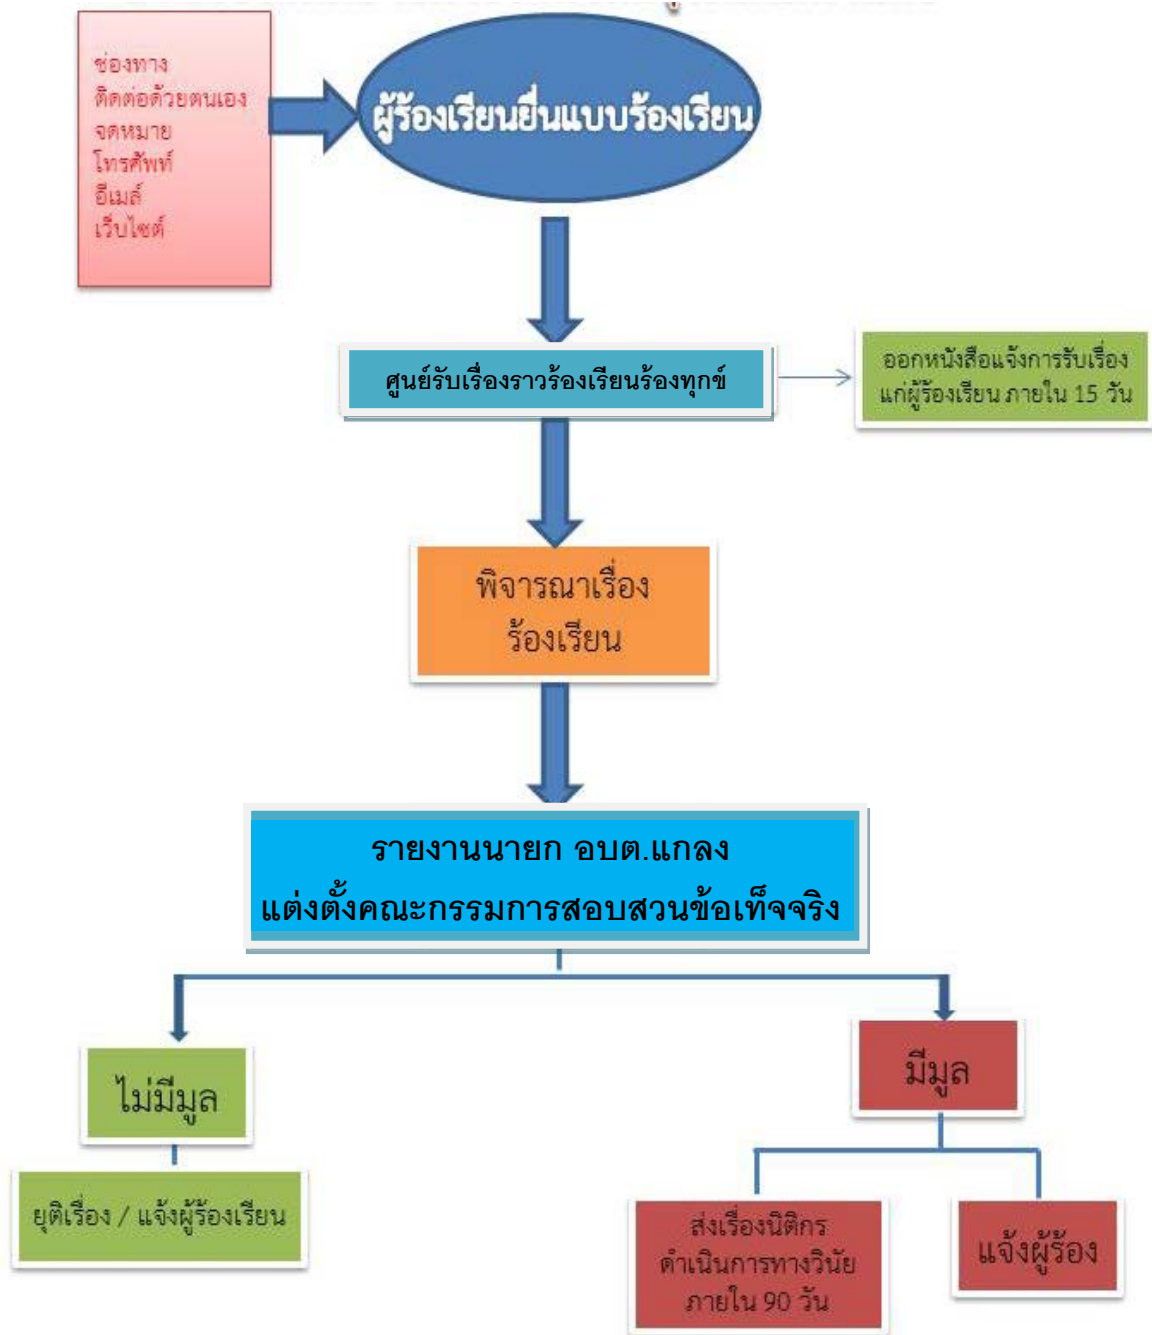 ช่องทาง
ติดต่อด้วยตนเอง
จดหมาย
โทรศัพท์
อีเมล์
เว็บไซต์
ผู้ร้องเรียนยื่นแบบร้องเรียน
ศูนย์รับเรื่องราวร้องเรียนร้องทุกข์
ออกหนังสือแจ้งการรับเรื่อง
แก่ผู้ร้องเรียน ภายใน 15 วัน
พิจารณาเรื่อง
ร้องเรียน
รายงานนายก อบต.แกลง
แต่งตั้งคณะกรรมการสอบสวนข้อเท็จจริง
ไม่มีมูล
ยุติเรื่อง / แจ้งผู้ร้องเรียน
มีมูล
ส่งเรื่องนิติกร
ดำเนินการทางวินัย
ภายใน 90 วัน
แจ้งผู้ร้อง